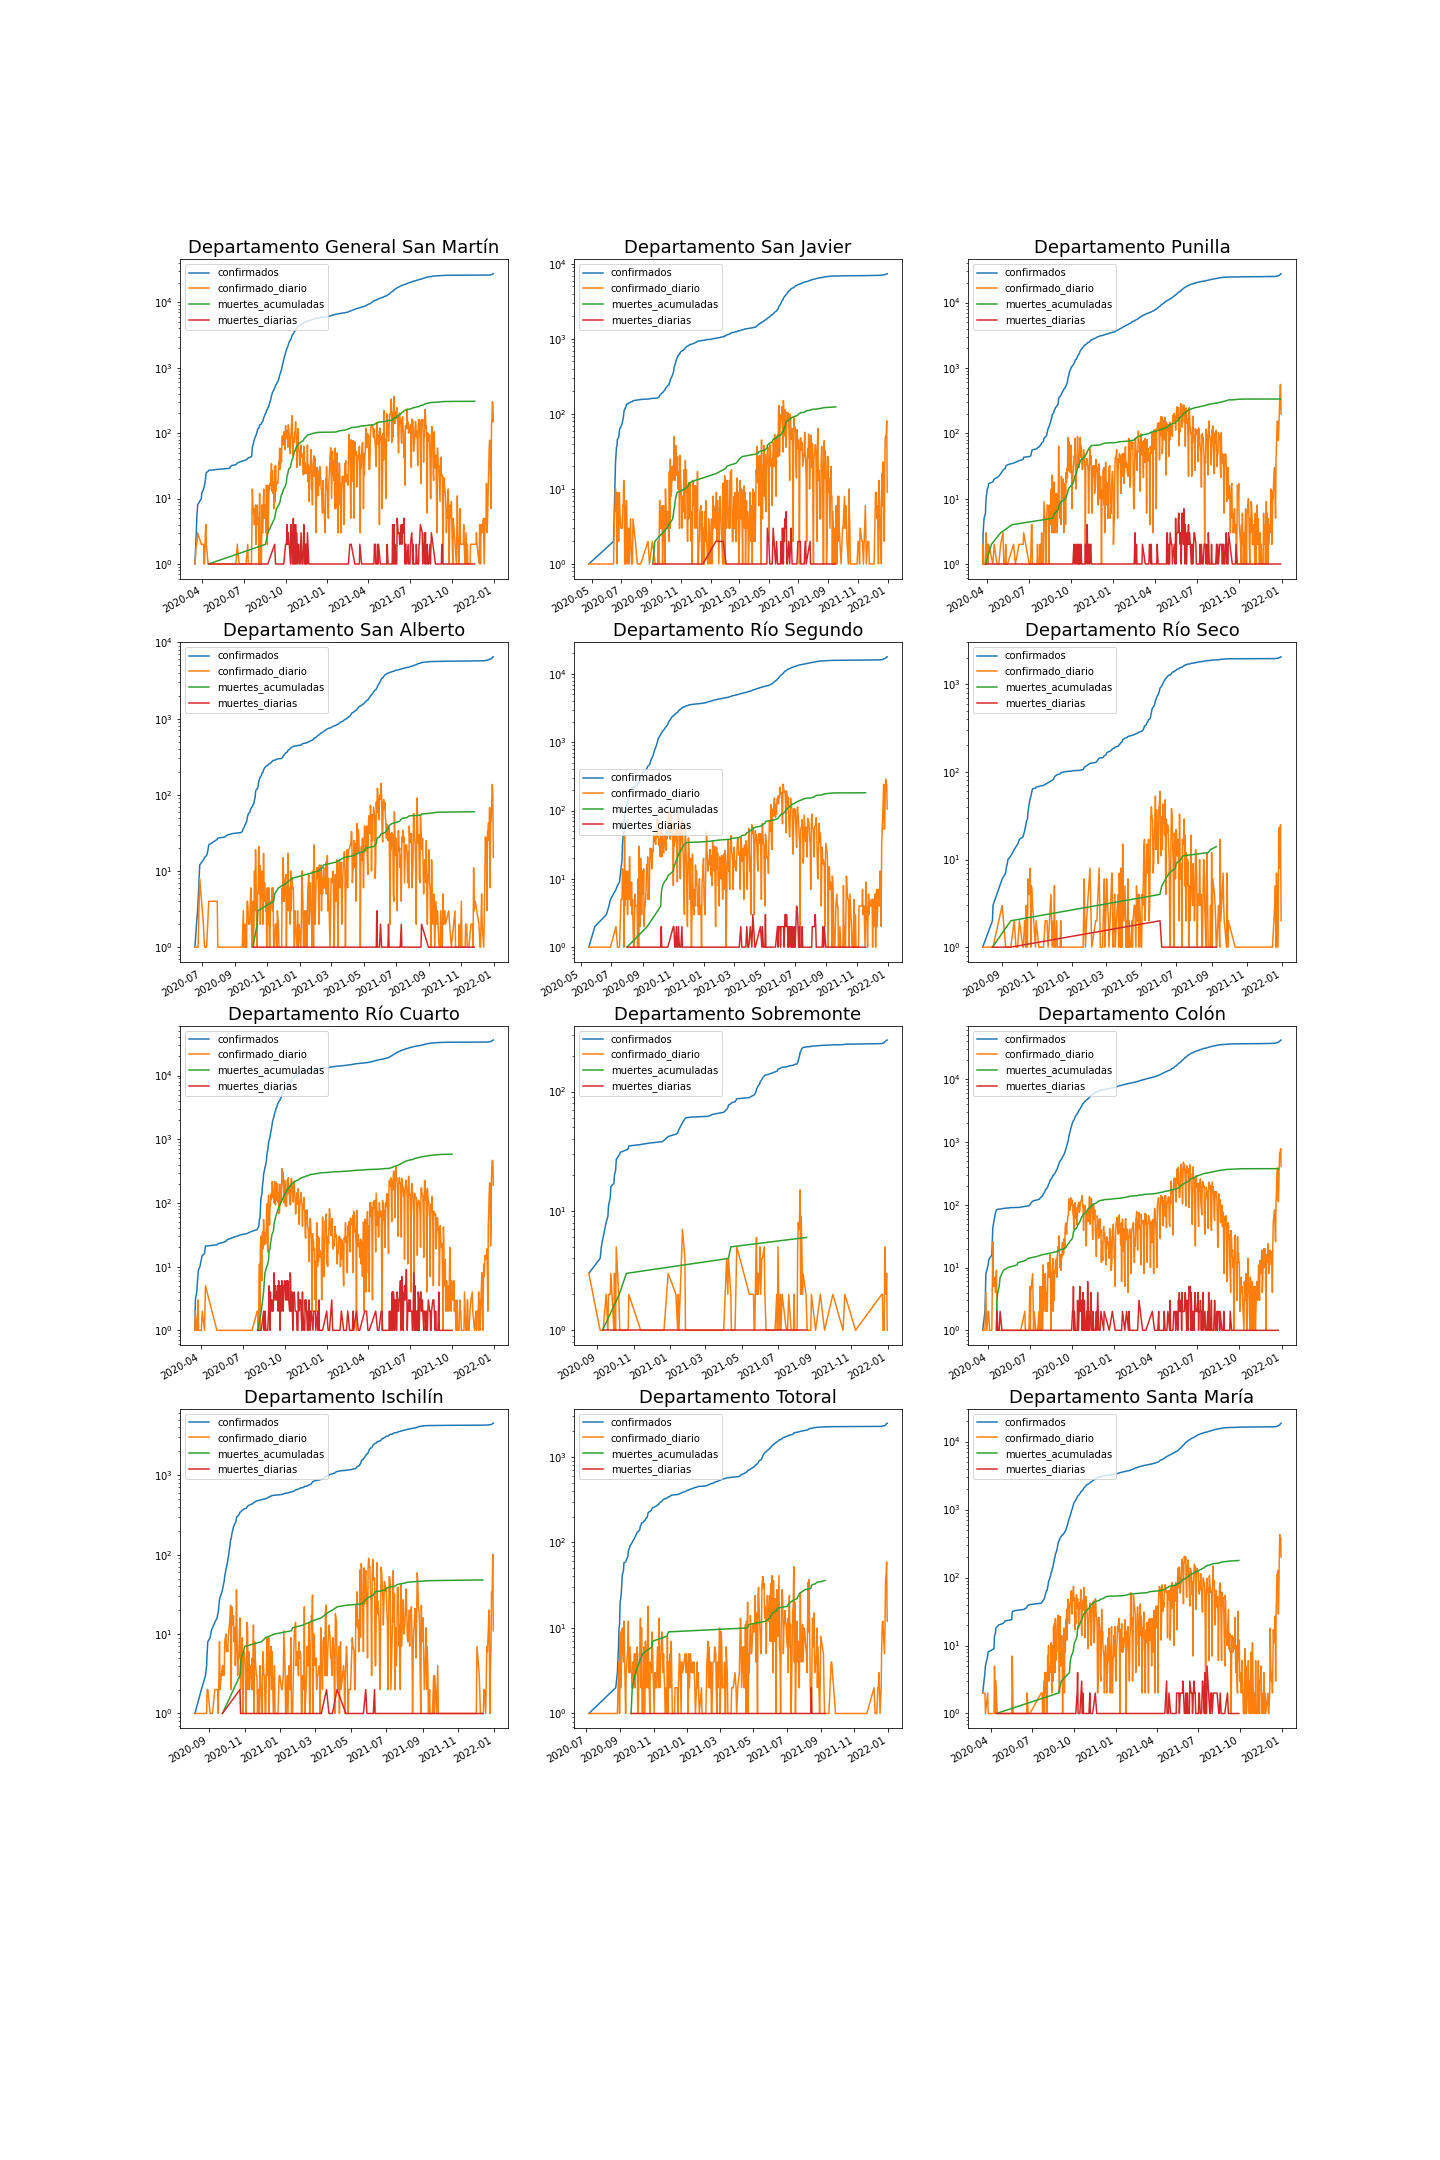 Departamento General San Martín
confirmados
confirmado_diario
muertes_acumuladas
muertes_diarias
10⁴
10³
10²
10¹
10⁰
2020-04
2020-07
2020-10
2021-01
2021-04
2021-07
2021-10
2022-01
Departamento San Javier
confirmados
confirmado_diario
muertes_acumuladas
muertes_diarias
10⁴
10³
10²
10¹
10⁰
2020-05
2020-07
2020-09
2020-11
2021-01
2021-03
2021-05
2021-07
2021-09
2021-11
2022-01
Departamento Punilla
confirmados
confirmado_diario
muertes_acumuladas
muertes_diarias
10⁴
10³
10²
10¹
10⁰
2020-04
2020-07
2020-10
2021-01
2021-04
2021-07
2021-10
2022-01
Departamento San Alberto
confirmados
confirmado_diario
muertes_acumuladas
muertes_diarias
10⁴
10³
10²
10¹
10⁰
2020-07
2020-09
2020-11
2021-01
2021-03
2021-05
2021-07
2021-09
2021-11
2022-01
Departamento Río Segundo
confirmados
confirmado_diario
muertes_acumuladas
muertes_diarias
10⁴
10³
10²
10¹
10⁰
2020-05
2020-07
2020-09
2020-11
2021-01
2021-03
2021-05
2021-07
2021-09
2021-11
2022-01
Departamento Río Seco
confirmados
confirmado_diario
muertes_acumuladas
muertes_diarias
10³
10²
10¹
10⁰
2020-09
2020-11
2021-01
2021-03
2021-05
2021-07
2021-09
2021-11
2022-01
Departamento Río Cuarto
confirmados
confirmado_diario
muertes_acumuladas
muertes_diarias
10⁴
10³
10²
10¹
10⁰
2020-04
2020-07
2020-10
2021-01
2021-04
2021-07
2021-10
2022-01
Departamento Sobremonte
confirmados
confirmado_diario
muertes_acumuladas
muertes_diarias
10²
10¹
10⁰
2020-09
2020-11
2021-01
2021-03
2021-05
2021-07
2021-09
2021-11
2022-01
Departamento Colón
confirmados
confirmado_diario
muertes_acumuladas
muertes_diarias
10⁴
10³
10²
10¹
10⁰
2020-04
2020-07
2020-10
2021-01
2021-04
2021-07
2021-10
2022-01
Departamento Ischilín
confirmados
confirmado_diario
muertes_acumuladas
muertes_diarias
10³
10²
10¹
10⁰
2020-09
2020-11
2021-01
2021-03
2021-05
2021-07
2021-09
2021-11
2022-01
Departamento Totoral
confirmados
confirmado_diario
muertes_acumuladas
muertes_diarias
10³
10²
10¹
10⁰
2020-07
2020-09
2020-11
2021-01
2021-03
2021-05
2021-07
2021-09
2021-11
2022-01
Departamento Santa María
confirmados
confirmado_diario
muertes_acumuladas
muertes_diarias
10⁴
10³
10²
10¹
10⁰
2020-04
2020-07
2020-10
2021-01
2021-04
2021-07
2021-10
2022-01